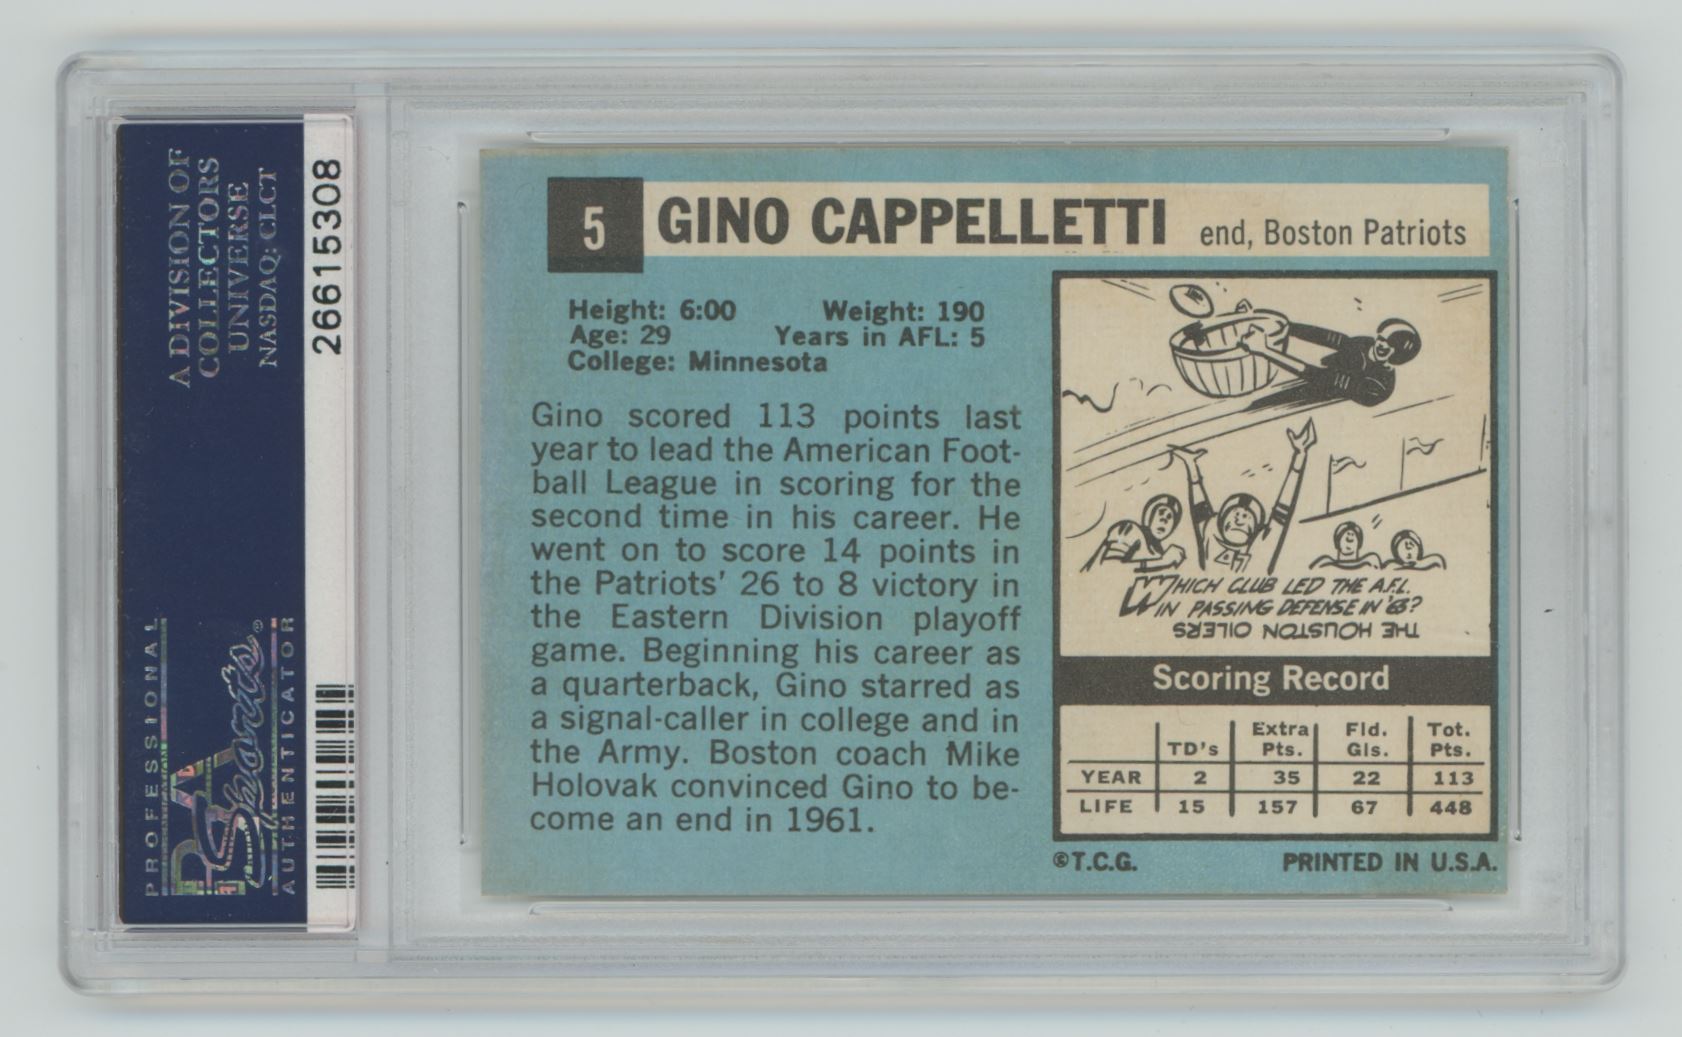 A DIVISION OF
COLLECTORS
UNIVERSE
NASDAQ: CLCT
26615308
PROFESSIONAL
PSA
Sports
®
AUTHENTICATOR
5 GINO CAPPELLETTI end, Boston Patriots
Height: 6:00 Weight: 190
Age: 29 Years in AFL: 5
College: Minnesota
Gino scored 113 points last
year to lead the American Foot-
ball League in scoring for the
second time in his career. He
went on to score 14 points in
the Patriots' 26 to 8 victory in
the Eastern Division playoff
game. Beginning his career as
a quarterback, Gino starred as
a signal-caller in college and in
the Army. Boston coach Mike
Holovak convinced Gino to be-
come an end in 1961.
WHICH CLUB LED THE A.F.L.
IN PASSING DEFENSE IN '63?
THE HOUSTON OILERS
Scoring Record
TD's Extra Pts. Fld. Gls. Tot. Pts.
YEAR 2 35 22 113
LIFE 15 157 67 448
©T.C.G. PRINTED IN U.S.A.